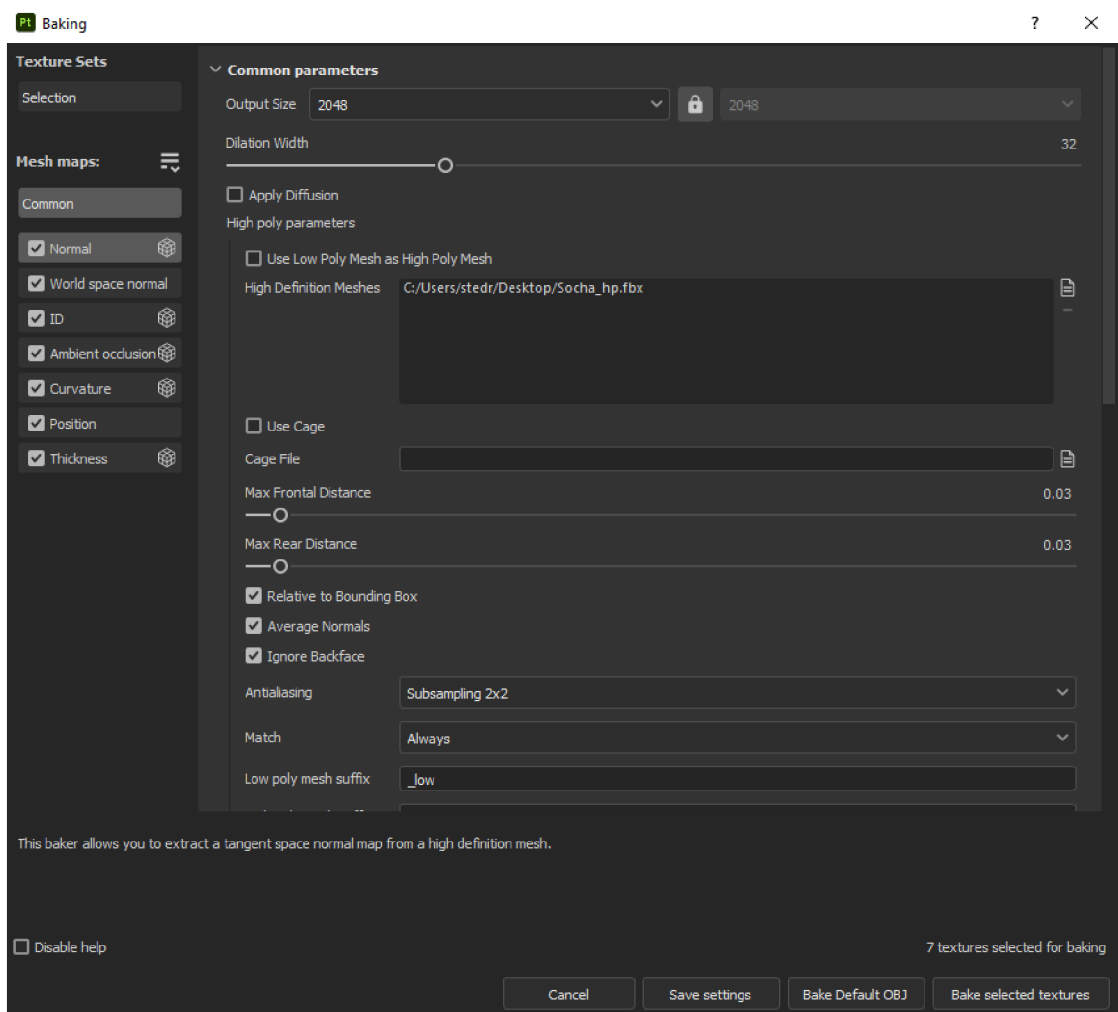 Pt Baking
Texture Sets
Selection
Mesh maps:
Common
Normal
World space normal
ID
Ambient occlusion
Curvature
Position
Thickness
Common parameters
Output Size 2048 2048
Dilation Width 32
Apply Diffusion
High poly parameters
Use Low Poly Mesh as High Poly Mesh
High Definition Meshes C:/Users/stedr/Desktop/Socha_hp.fbx
Use Cage
Cage File
Max Frontal Distance 0.03
Max Rear Distance 0.03
Relative to Bounding Box
Average Normals
Ignore Backface
Antialiasing Subsampling 2x2
Match Always
Low poly mesh suffix _low
This baker allows you to extract a tangent space normal map from a high definition mesh.
Disable help 7 textures selected for baking
Cancel Save settings Bake Default OBJ Bake selected textures